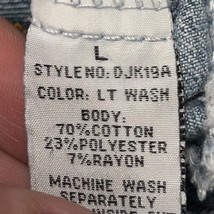 L
STYLE NO: DJK19A
COLOR: LT WASH
BODY:
70%COTTON
23%POLYESTER
7%RAYON
MACHINE WASH
SEPARATELY